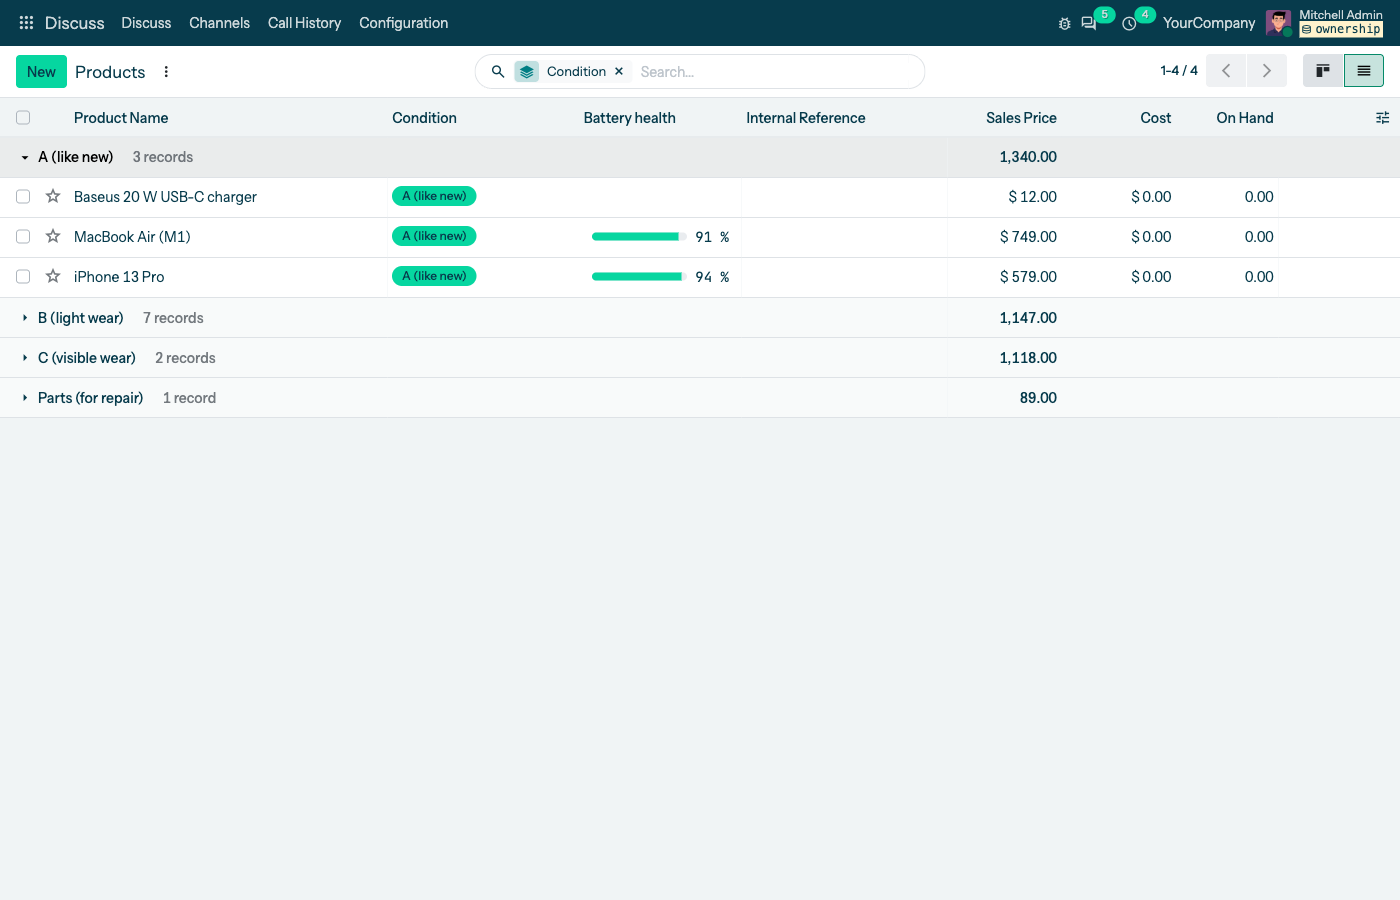 Discuss Discuss Channels Call History Configuration 5 4 YourCompany Mitchell Admin
ownership
New Products Condition × Search... 1-4 / 4
Product Name Condition Battery health Internal Reference Sales Price Cost On Hand
A (like new) 3 records 1,340.00
Baseus 20 W USB-C charger A (like new) $ 12.00 $ 0.00 0.00
MacBook Air (M1) A (like new) 91 % $ 749.00 $ 0.00 0.00
iPhone 13 Pro A (like new) 94 % $ 579.00 $ 0.00 0.00
B (light wear) 7 records 1,147.00
C (visible wear) 2 records 1,118.00
Parts (for repair) 1 record 89.00